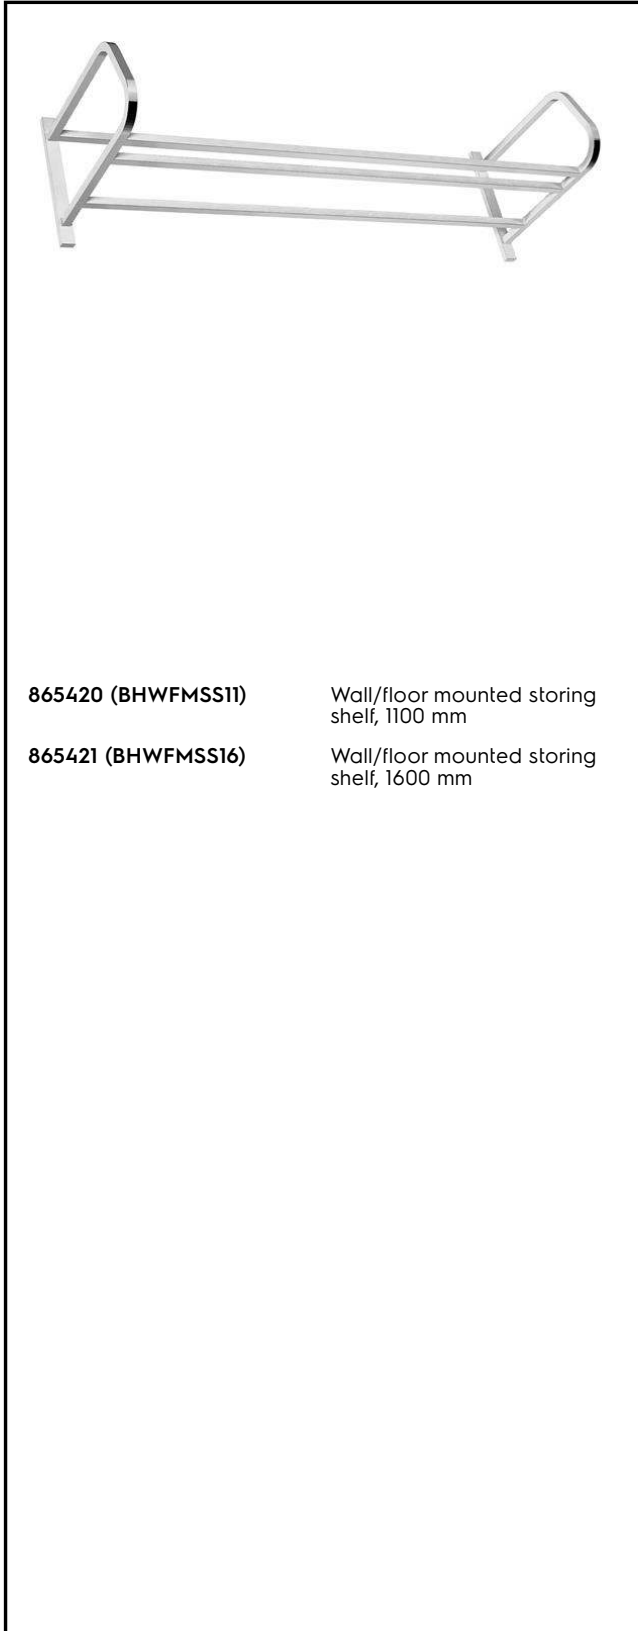 865420 (BHWFMSS11) Wall/floor mounted storing
shelf, 1100 mm
865421 (BHWFMSS16) Wall/floor mounted storing
shelf, 1600 mm